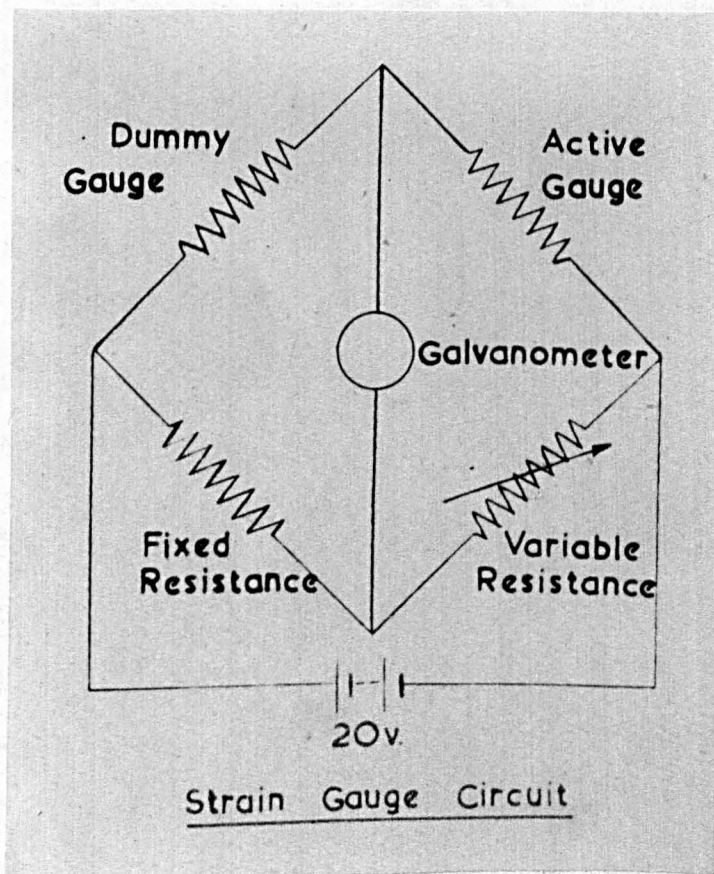 Dummy
Gauge
Active
Gauge
Galvanometer
Fixed
Resistance
Variable
Resistance
20v.
Strain Gauge Circuit